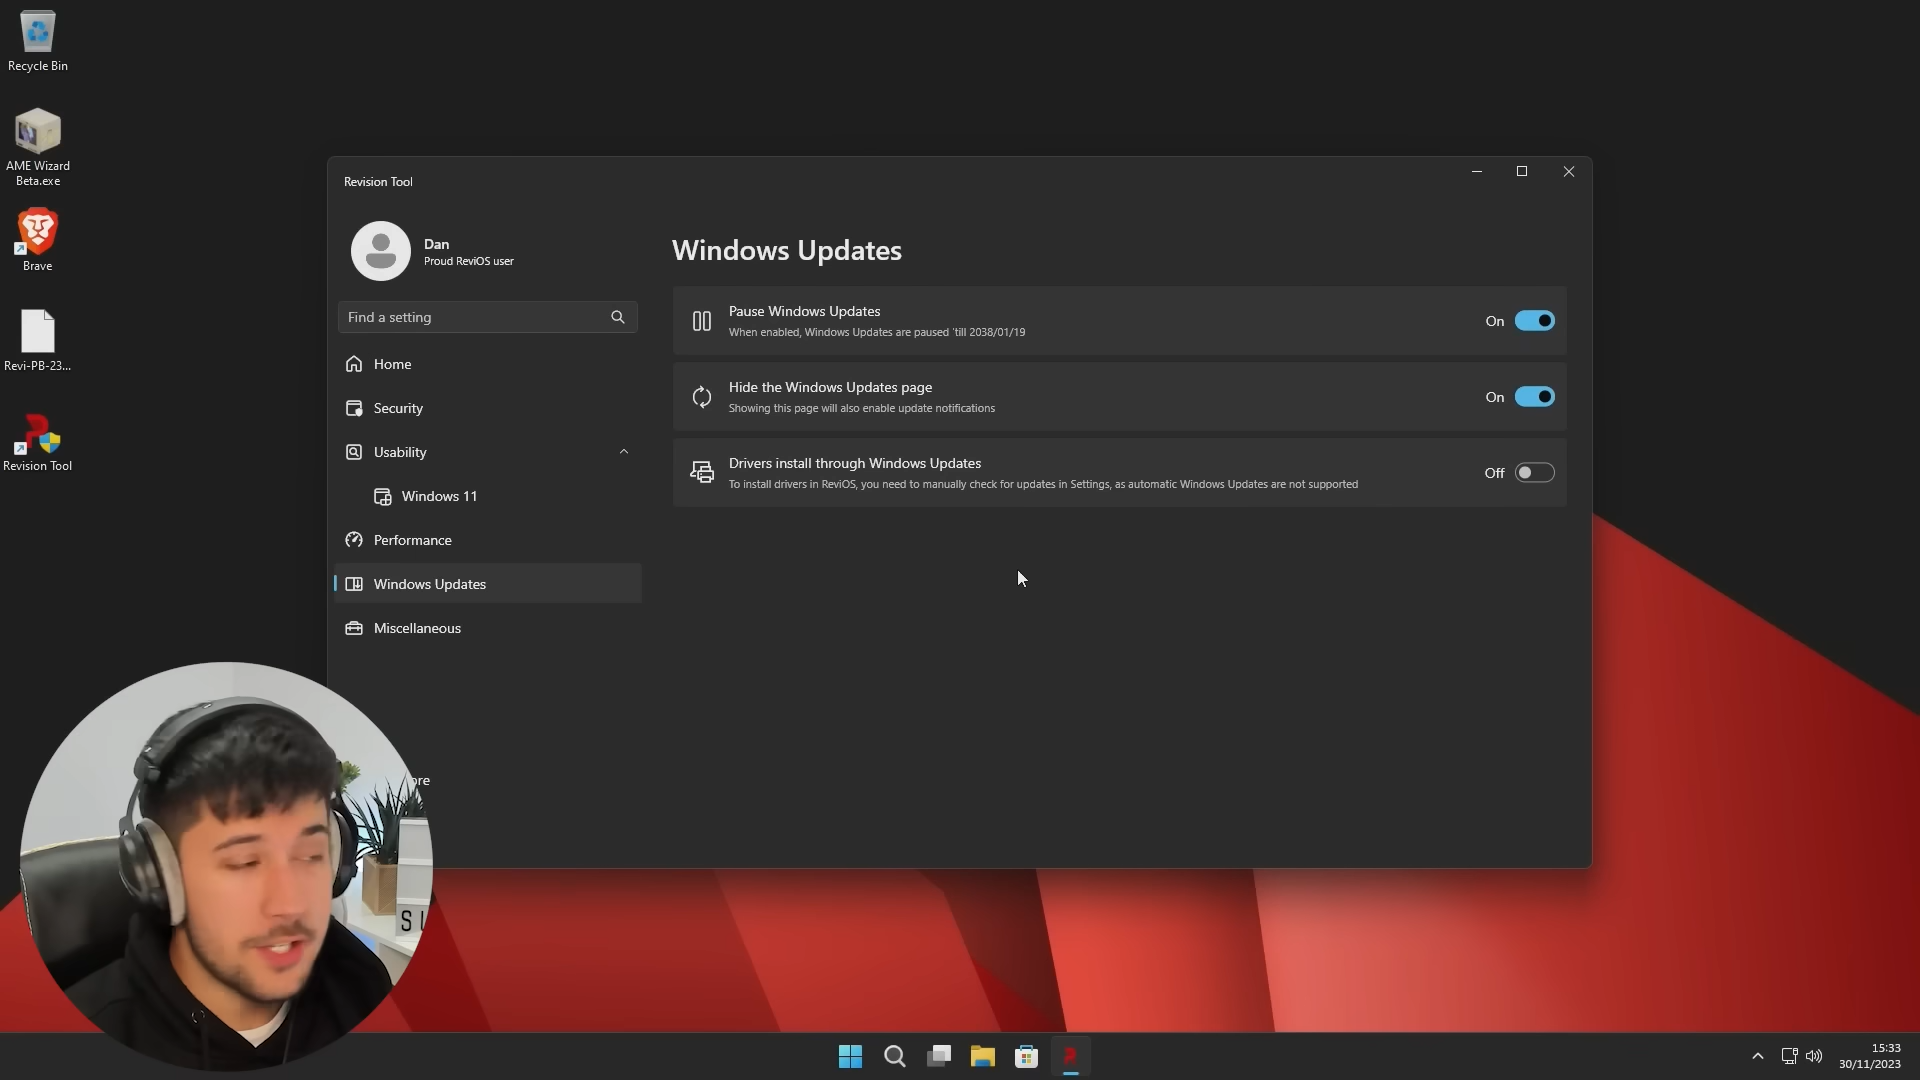 Recycle Bin
AME Wizard
Beta.exe
Brave
Revi-PB-23...
Revision Tool
Revision Tool
Dan
Proud ReviOS user
Find a setting
Home
Security
Usability
Windows 11
Performance
Windows Updates
Miscellaneous
Windows Updates
Pause Windows Updates
When enabled, Windows Updates are paused 'till 2038/01/19
On
Hide the Windows Updates page
Showing this page will also enable update notifications
On
Drivers install through Windows Updates
To install drivers in ReviOS, you need to manually check for updates in Settings, as automatic Windows Updates are not supported
Off
15:33
30/11/2023